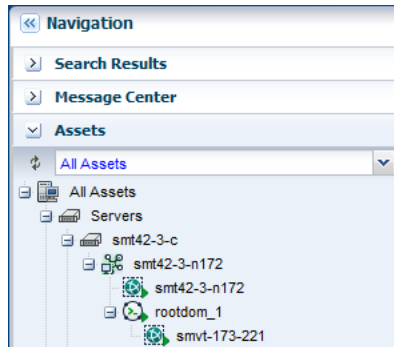 Navigation
Search Results
Message Center
Assets
All Assets
All Assets
Servers
smt42-3-c
smt42-3-n172
smt42-3-n172
rootdom_1
smvt-173-221